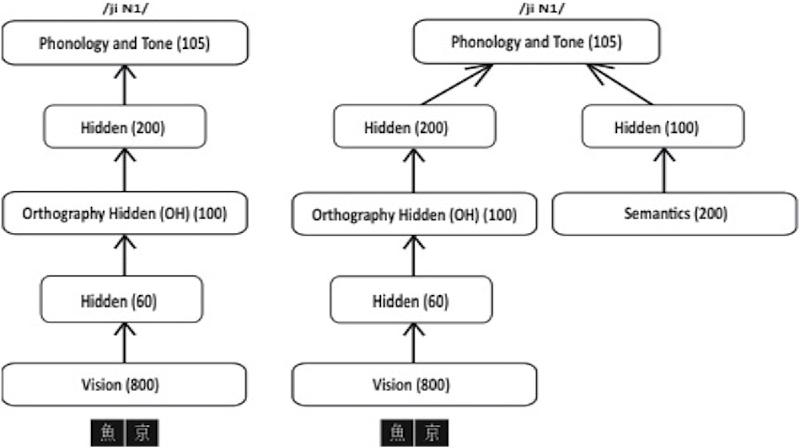 /ji N1/
Phonology and Tone (105)
Hidden (200)
Orthography Hidden (OH) (100)
Hidden (60)
Vision (800)
魚 京
/ji N1/
Phonology and Tone (105)
Hidden (200)
Hidden (100)
Orthography Hidden (OH) (100)
Semantics (200)
Hidden (60)
Vision (800)
魚 京